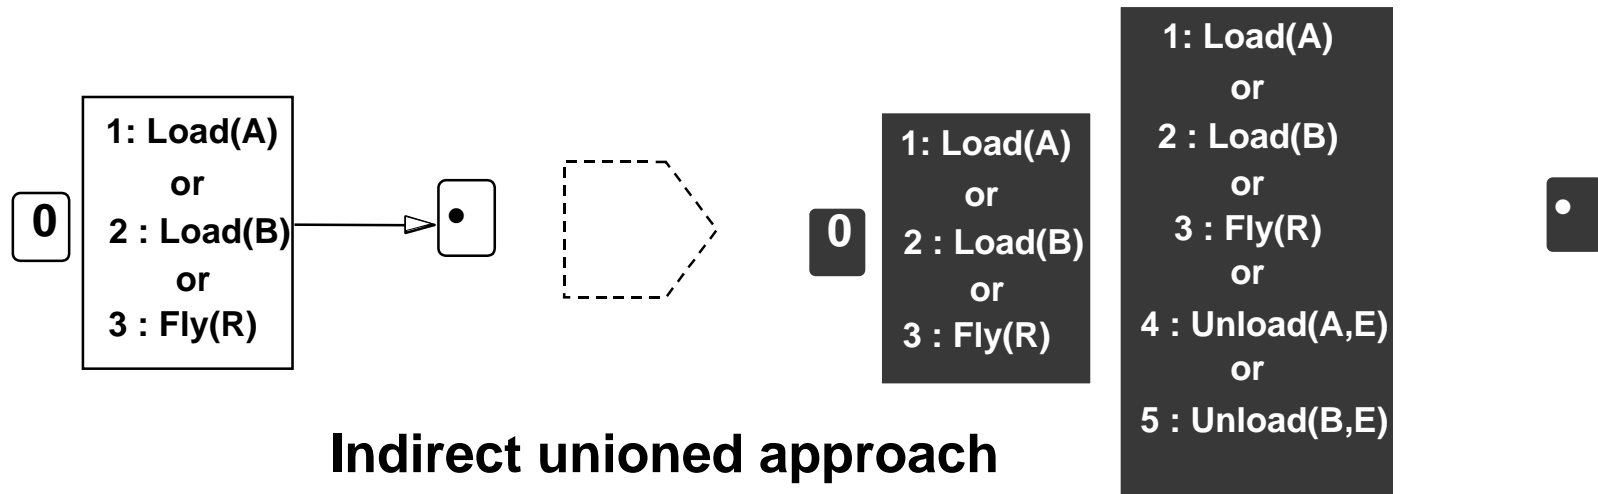 0
1: Load(A)
or
2 : Load(B)
or
3 : Fly(R)
0
1: Load(A)
or
2 : Load(B)
or
3 : Fly(R)
1: Load(A)
or
2 : Load(B)
or
3 : Fly(R)
or
4 : Unload(A,E)
or
5 : Unload(B,E)
Indirect unioned approach